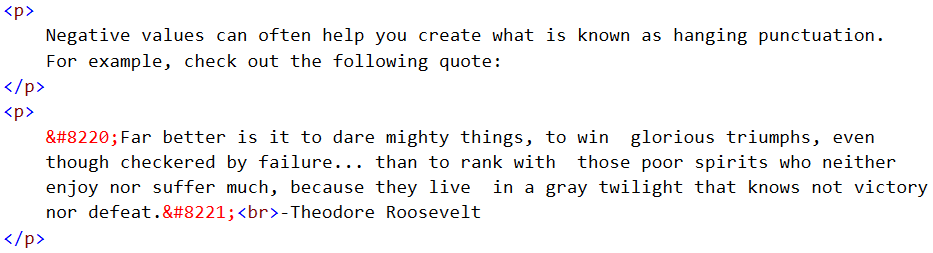 <p>
Negative values can often help you create what is known as hanging punctuation.
For example, check out the following quote:
</p>
<p>
&#8220;Far better is it to dare mighty things, to win  glorious triumphs, even
though checkered by failure... than to rank with  those poor spirits who neither
enjoy nor suffer much, because they live  in a gray twilight that knows not victory
nor defeat.&#8221;<br>-Theodore Roosevelt
</p>